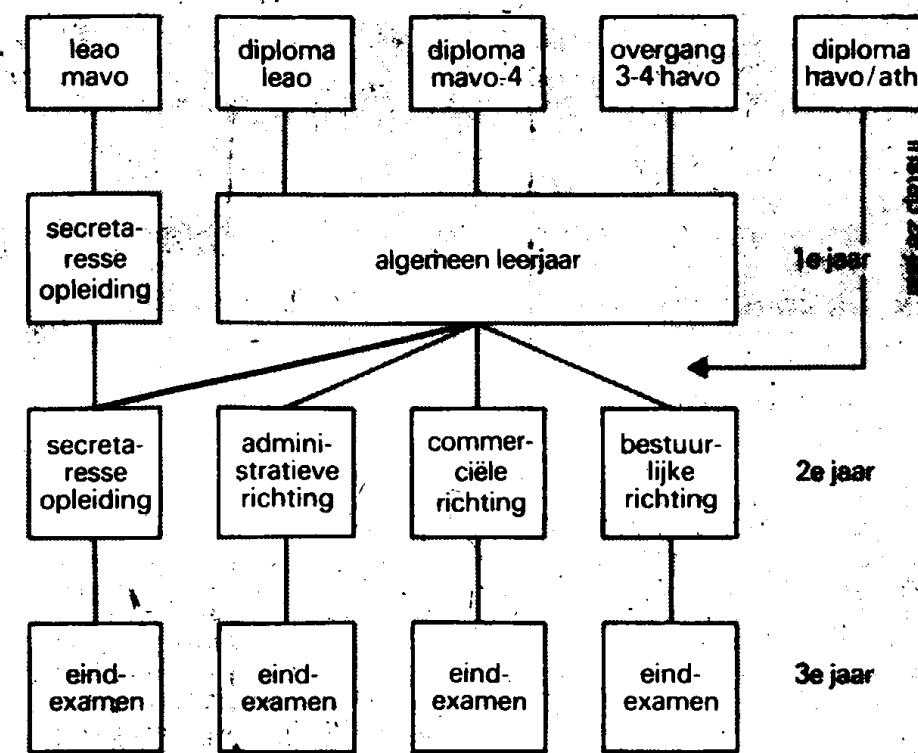 leao
mavo
diploma
leao
diploma
mavo-4
overgang
3-4 havo
diploma
havo/ath
secreta-
resse
opleiding
algemeen leerjaar
1e jaar
secreta-
resse
opleiding
admini-
stratieve
richting
commer-
ciële
richting
bestuur-
lijke
richting
2e jaar
eind-
examen
eind-
examen
eind-
examen
eind-
examen
3e jaar